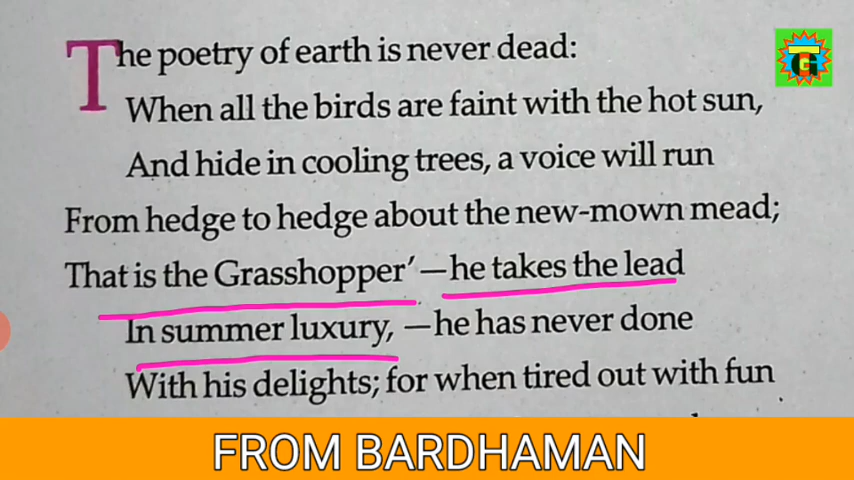 The poetry of earth is never dead:
When all the birds are faint with the hot sun,
And hide in cooling trees, a voice will run
From hedge to hedge about the new-mown mead;
That is the Grasshopper’—he takes the lead
In summer luxury, —he has never done
With his delights; for when tired out with fun
FROM BARDHAMAN